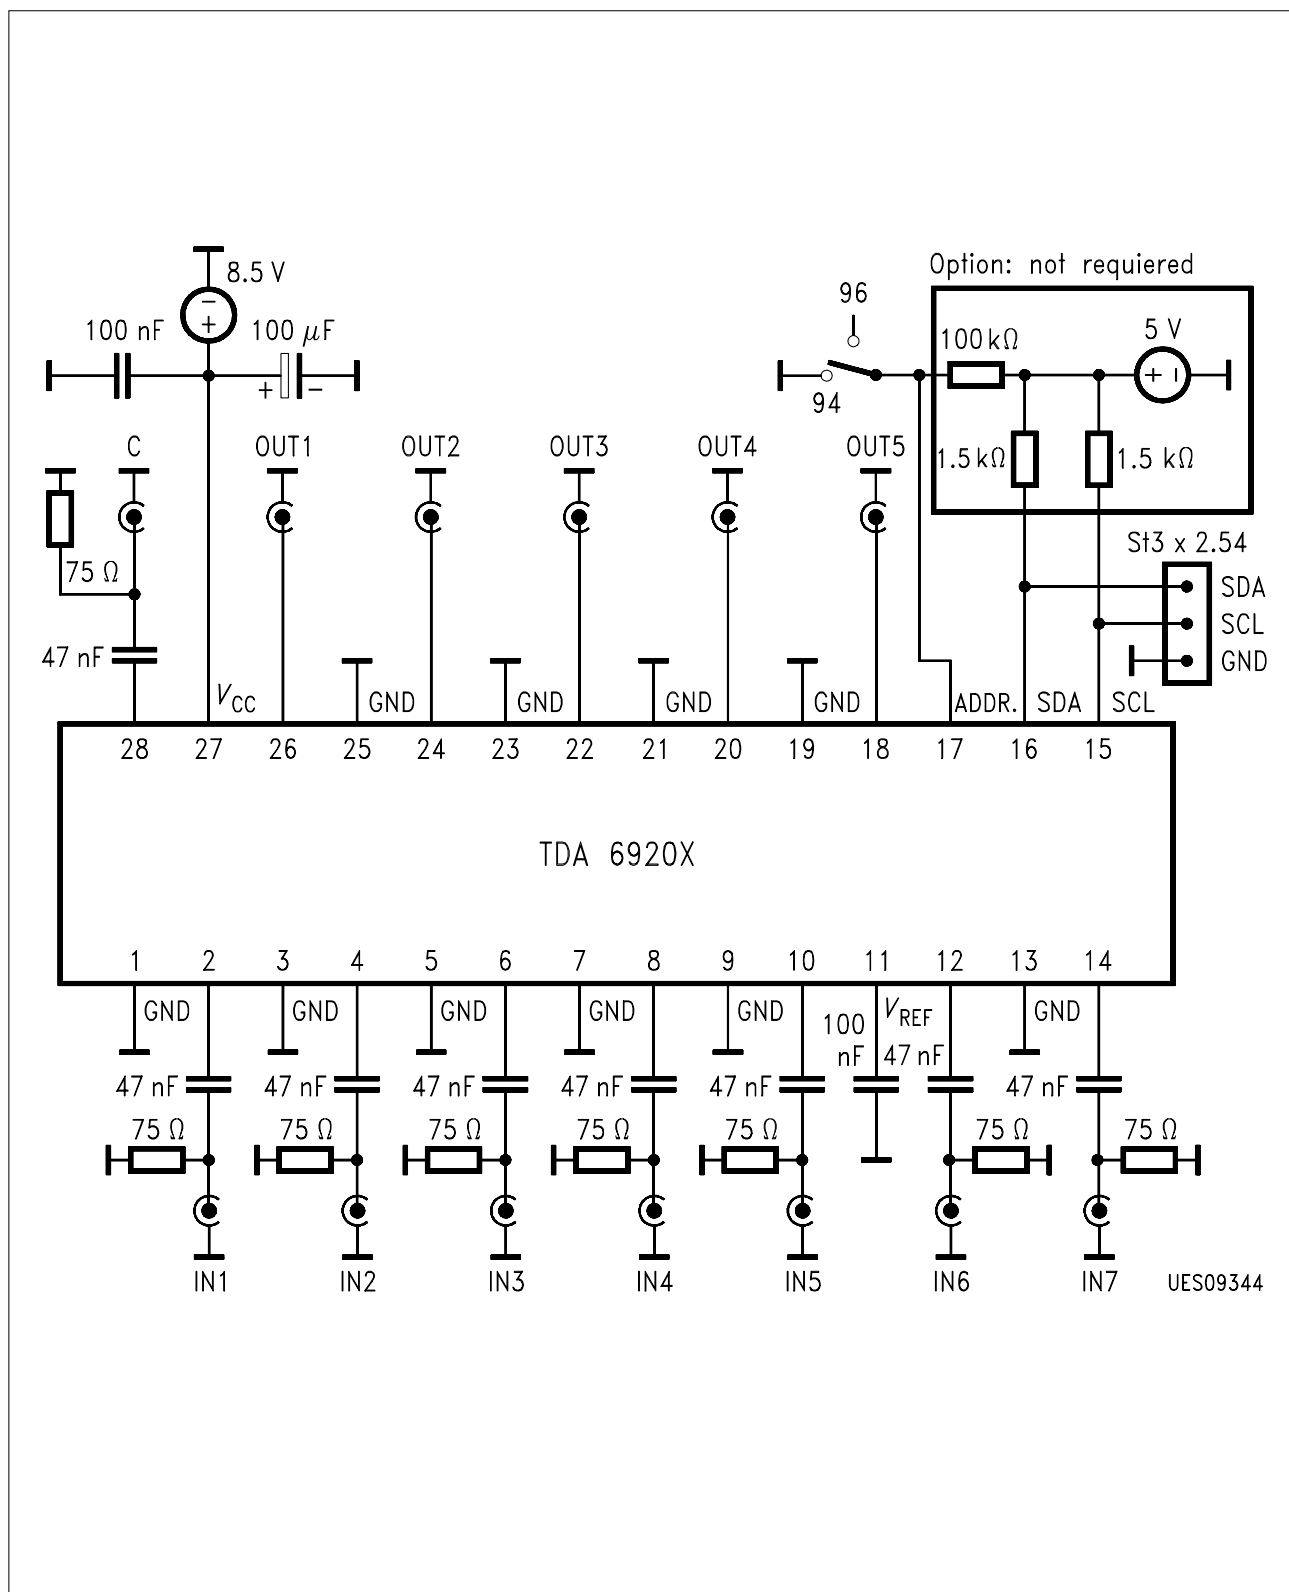 8.5 V
Option: not requiered
96
100 nF
100 µF
100 kΩ
5 V
+ −
94
C
OUT1
OUT2
OUT3
OUT4
OUT5
1.5 kΩ
1.5 kΩ
St3 x 2.54
75 Ω
SDA
SCL
47 nF
GND
VCC
GND
GND
GND
GND
ADDR.
SDA
SCL
28 27 26 25 24 23 22 21 20 19 18 17 16 15
TDA 6920X
1 2 3 4 5 6 7 8 9 10 11 12 13 14
GND
GND
GND
GND
GND
VREF
GND
100
nF
47 nF
47 nF
47 nF
47 nF
47 nF
47 nF
47 nF
75 Ω
75 Ω
75 Ω
75 Ω
75 Ω
75 Ω
75 Ω
IN1
IN2
IN3
IN4
IN5
IN6
IN7
UES09344